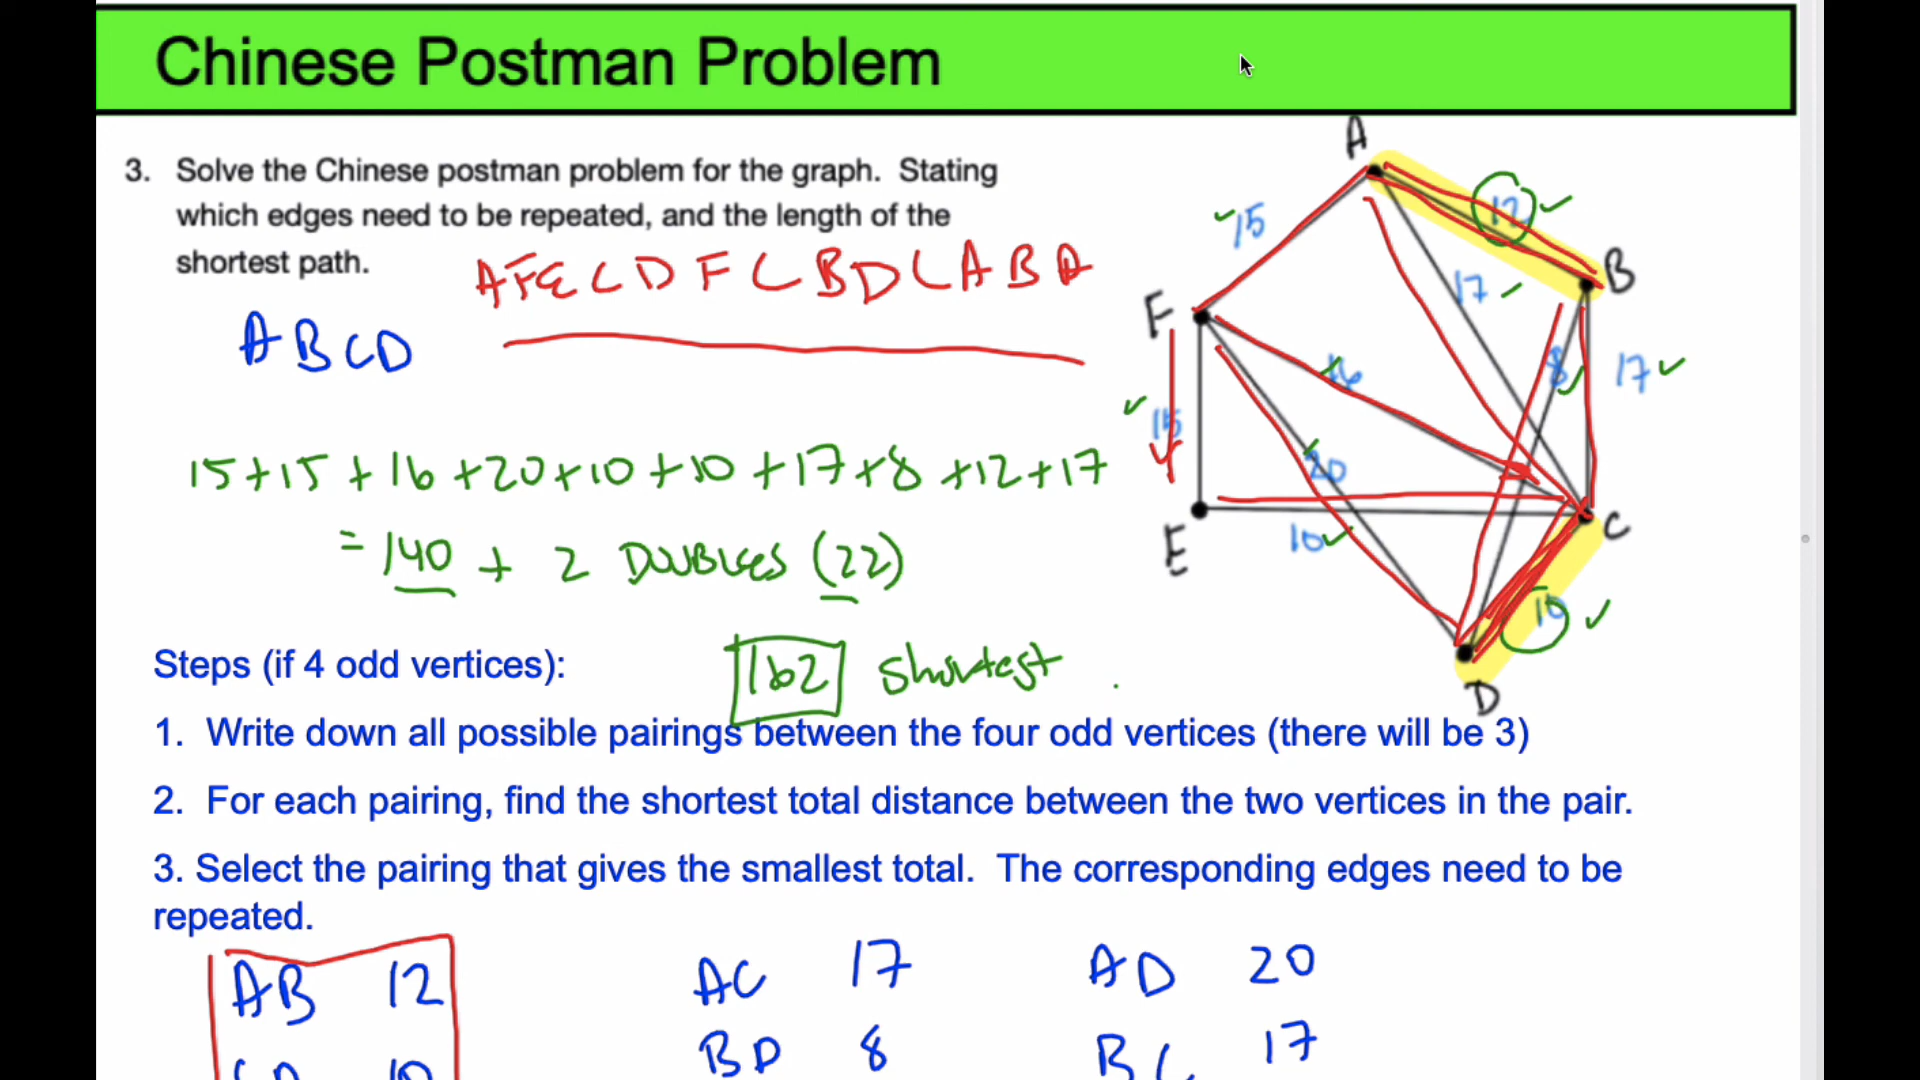 Chinese Postman Problem
3. Solve the Chinese postman problem for the graph. Stating
which edges need to be repeated, and the length of the
shortest path.
AFECDFCBDCABA
ABCD
15+15+16+20+10+10+17+8+12+17
=140 + 2 DOUBLES (22)
162 shortest.
A
12
B
15
17
F
16
8
17
15
20
E
10
C
10
D
Steps (if 4 odd vertices):
1. Write down all possible pairings between the four odd vertices (there will be 3)
2. For each pairing, find the shortest total distance between the two vertices in the pair.
3. Select the pairing that gives the smallest total. The corresponding edges need to be
repeated.
AB 12
AC 17
AD 20
CD 10
BD 8
BC 17